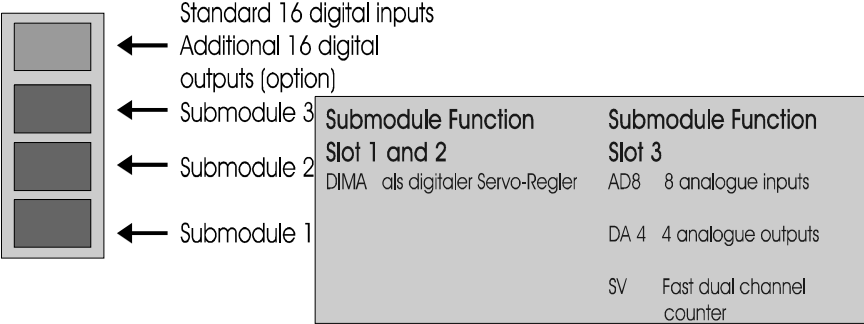 Standard 16 digital inputs
Additional 16 digital
outputs (option)
Submodule 3
Submodule 2
Submodule 1
Submodule Function
Slot 1 and 2
DIMA als digitaler Servo-Regler
Submodule Function
Slot 3
AD8 8 analogue inputs
DA 4 4 analogue outputs
SV Fast dual channel
counter